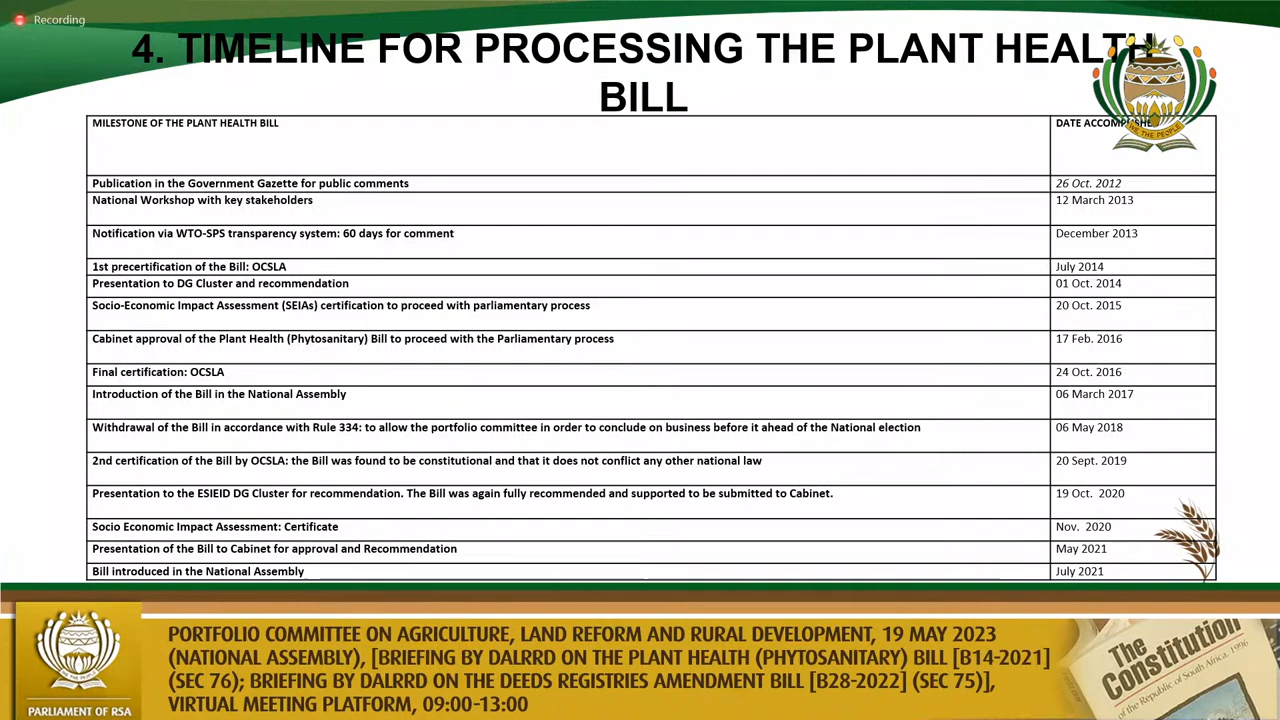 Recording
4. TIMELINE FOR PROCESSING THE PLANT HEALTH
BILL
MILESTONE OF THE PLANT HEALTH BILL DATE ACCOMPLISHED
Publication in the Government Gazette for public comments 26 Oct. 2012
National Workshop with key stakeholders 12 March 2013
Notification via WTO-SPS transparency system: 60 days for comment December 2013
1st precertification of the Bill: OCSLA July 2014
Presentation to DG Cluster and recommendation 01 Oct. 2014
Socio-Economic Impact Assessment (SEIAs) certification to proceed with parliamentary process 20 Oct. 2015
Cabinet approval of the Plant Health (Phytosanitary) Bill to proceed with the Parliamentary process 17 Feb. 2016
Final certification: OCSLA 24 Oct. 2016
Introduction of the Bill in the National Assembly 06 March 2017
Withdrawal of the Bill in accordance with Rule 334: to allow the portfolio committee in order to conclude on business before it ahead of the National election 06 May 2018
2nd certification of the Bill by OCSLA: the Bill was found to be constitutional and that it does not conflict any other national law 20 Sept. 2019
Presentation to the ESIEID DG Cluster for recommendation. The Bill was again fully recommended and supported to be submitted to Cabinet. 19 Oct. 2020
Socio Economic Impact Assessment: Certificate Nov. 2020
Presentation of the Bill to Cabinet for approval and Recommendation May 2021
Bill introduced in the National Assembly July 2021
WE, THE PEOPLE
PORTFOLIO COMMITTEE ON AGRICULTURE, LAND REFORM AND RURAL DEVELOPMENT, 19 MAY 2023
(NATIONAL ASSEMBLY), [BRIEFING BY DALRRD ON THE PLANT HEALTH (PHYTOSANITARY) BILL [B14-2021]
(SEC 76); BRIEFING BY DALRRD ON THE DEEDS REGISTRIES AMENDMENT BILL [B28-2022] (SEC 75)],
VIRTUAL MEETING PLATFORM, 09:00-13:00
PARLIAMENT OF RSA
The
Constitution
of the Republic of South Africa, 1996